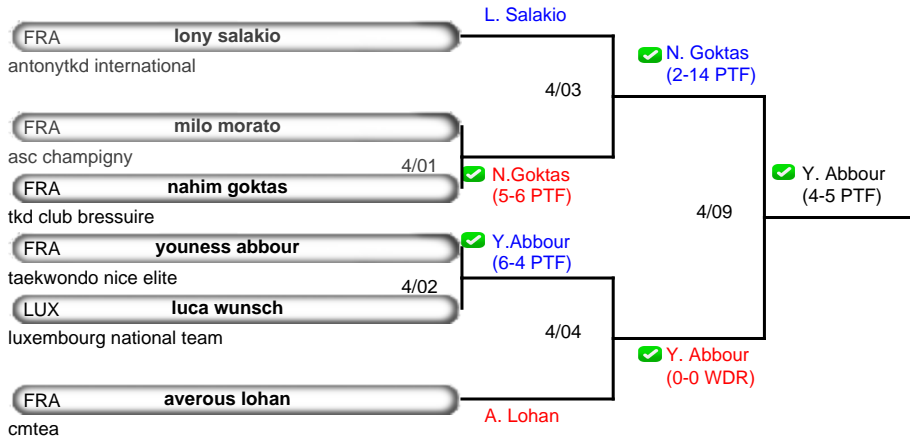 L. Salakio
FRA lony salakio
antonytkd international
N. Goktas
(2-14 PTF)
4/03
FRA milo morato
asc champigny
4/01
N.Goktas
(5-6 PTF)
FRA nahim goktas
tkd club bressuire
Y. Abbour
(4-5 PTF)
4/09
FRA youness abbour
taekwondo nice elite
Y.Abbour
(6-4 PTF)
4/02
LUX luca wunsch
luxembourg national team
4/04
Y. Abbour
(0-0 WDR)
FRA averous lohan
cmtea
A. Lohan